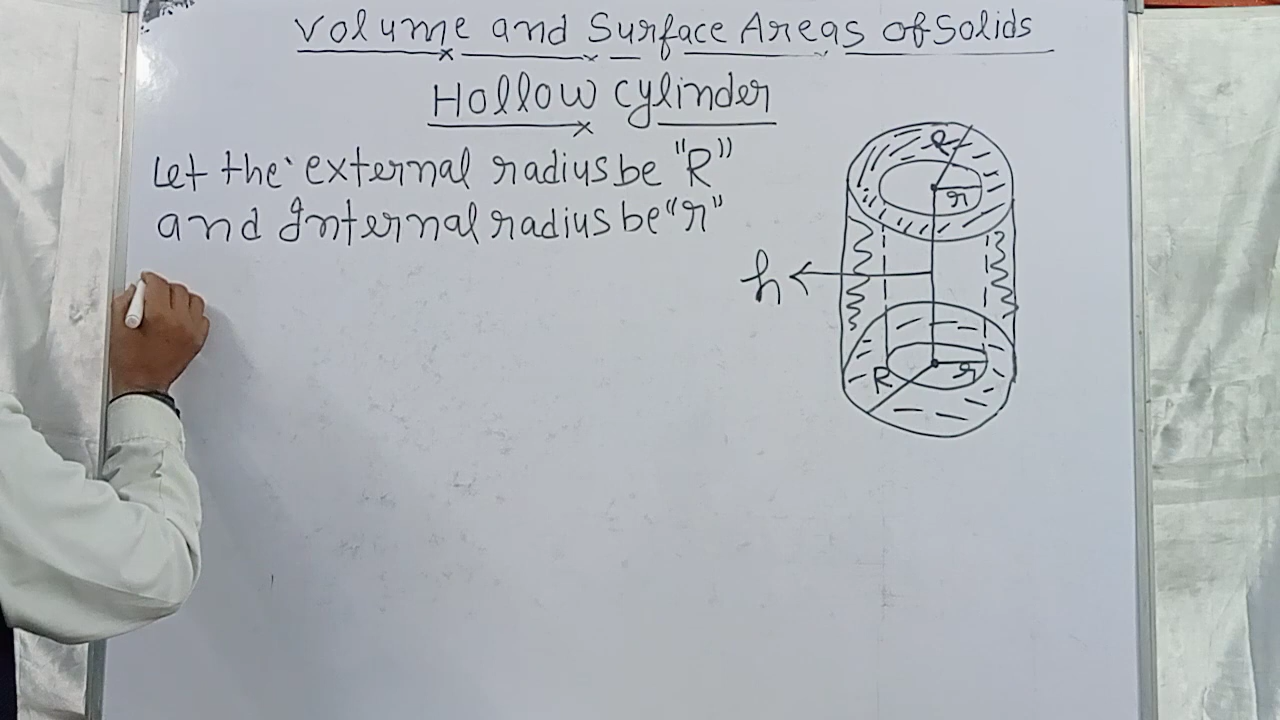 Volume and Surface Areas of Solids
Hollow Cylinder
Let the external radius be "R"
and Internal radius be "r"
R
r
h
R
r